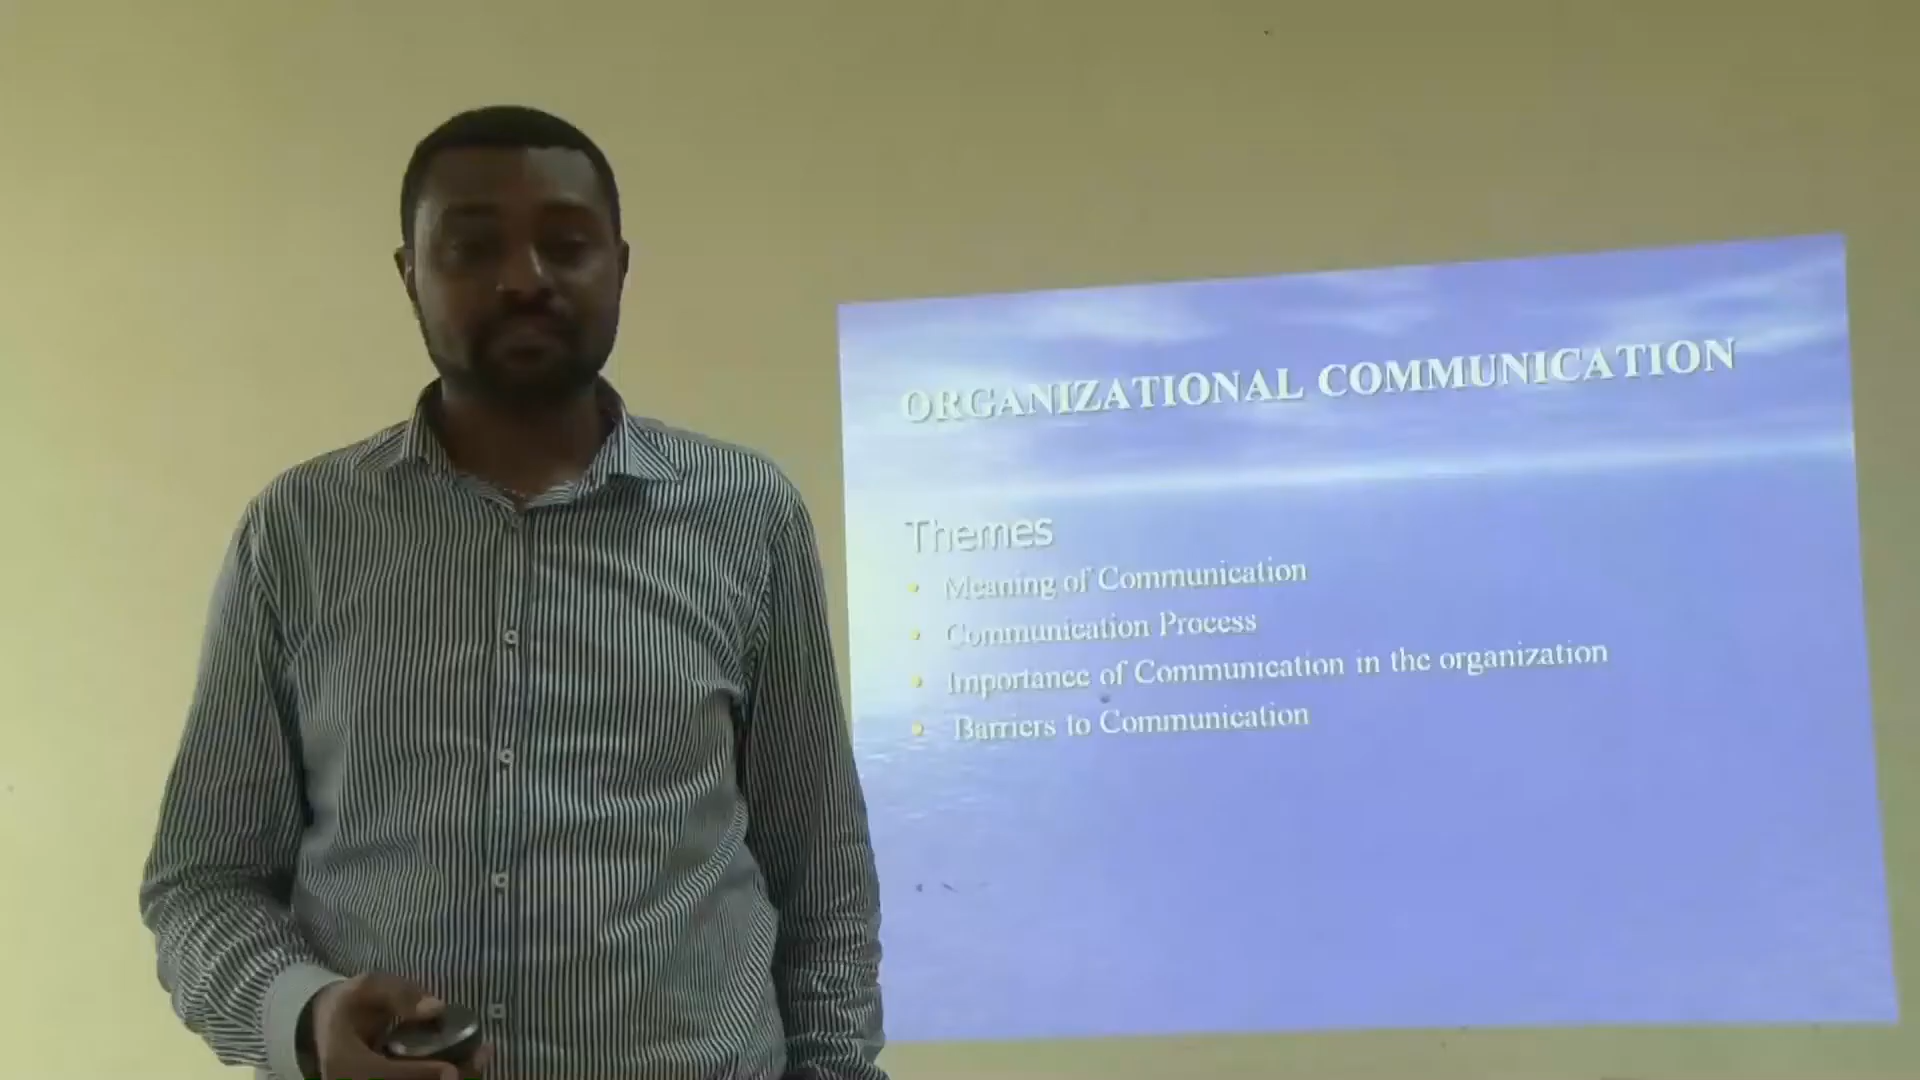 ORGANIZATIONAL COMMUNICATION
Themes
• Meaning of Communication
• Communication Process
• Importance of Communication in the organization
• Barriers to Communication